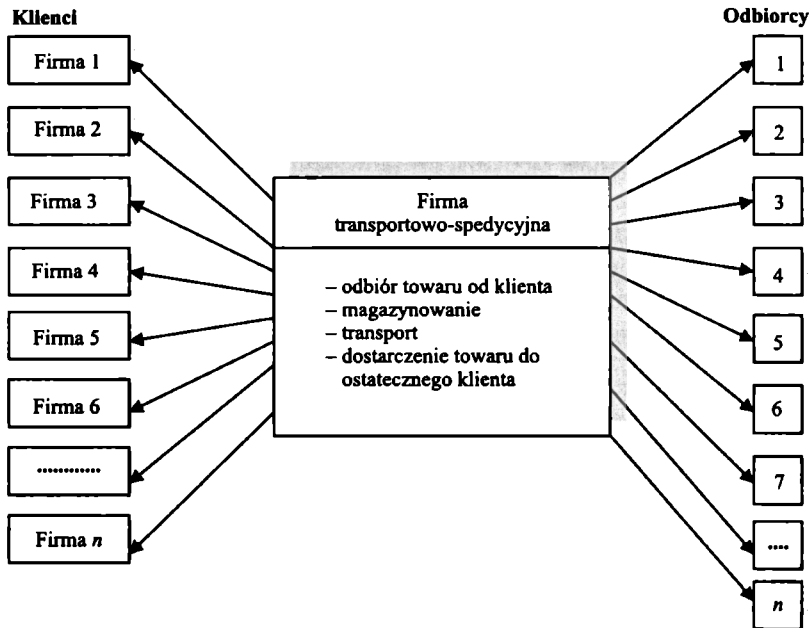 Klienci
Firma 1
Firma 2
Firma 3
Firma 4
Firma 5
Firma 6
............
Firma n
Firma
transportowo-spedycyjna
– odbiór towaru od klienta
– magazynowanie
– transport
– dostarczenie towaru do
ostatecznego klienta
Odbiorcy
1
2
3
4
5
6
7
....
n